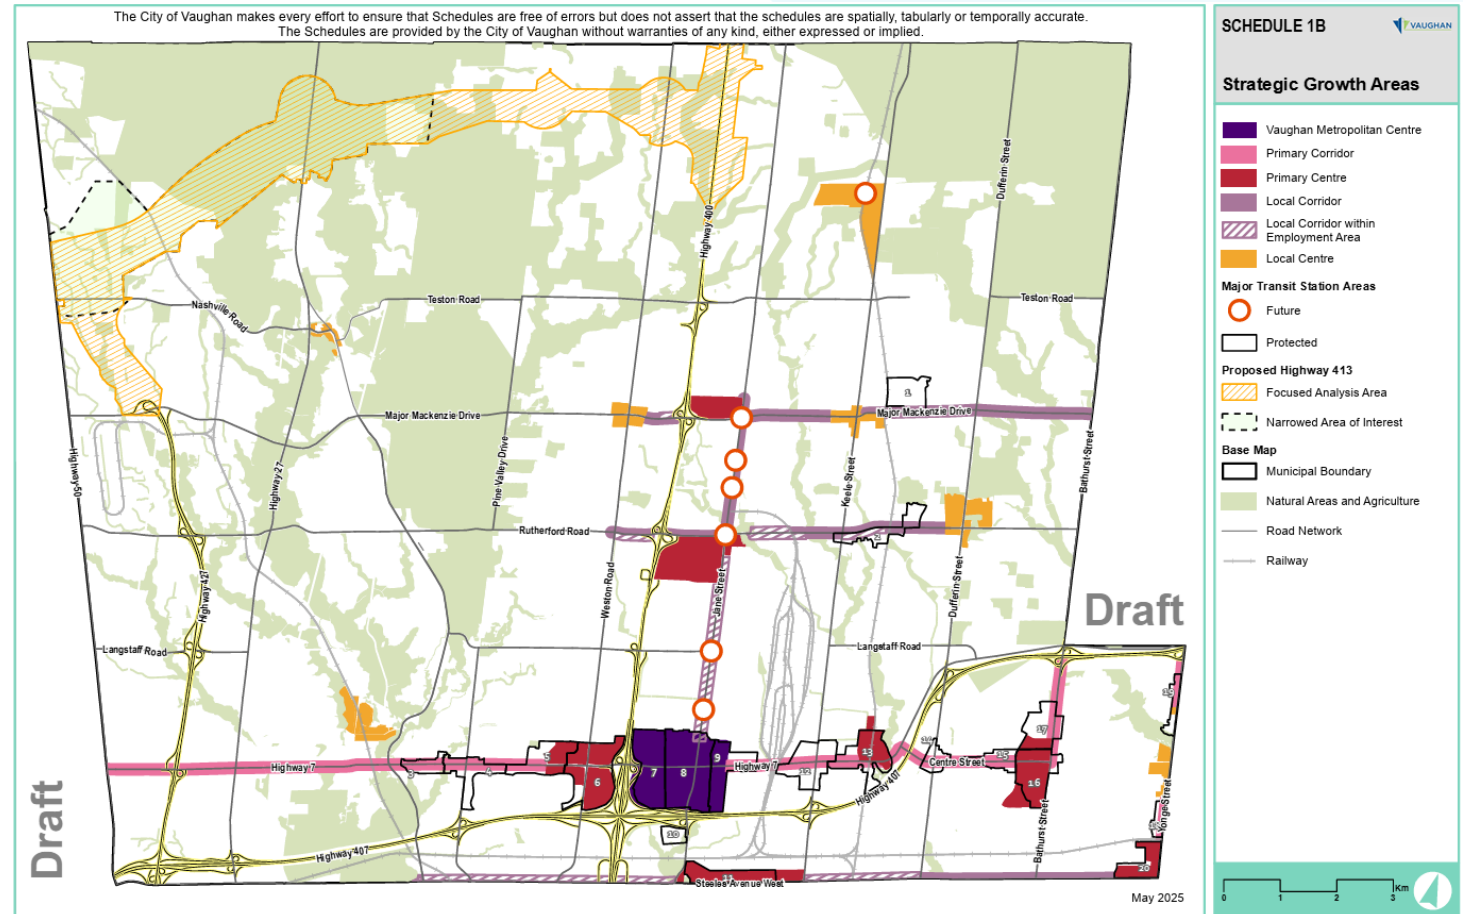 The City of Vaughan makes every effort to ensure that Schedules are free of errors but does not assert that the schedules are spatially, tabularly or temporally accurate.
The Schedules are provided by the City of Vaughan without warranties of any kind, either expressed or implied.
SCHEDULE 1B
VAUGHAN
Strategic Growth Areas
Vaughan Metropolitan Centre
Primary Corridor
Primary Centre
Local Corridor
Local Corridor within
Employment Area
Local Centre
Major Transit Station Areas
Future
Protected
Proposed Highway 413
Focused Analysis Area
Narrowed Area of Interest
Base Map
Municipal Boundary
Natural Areas and Agriculture
Road Network
Railway
0 1 2 3 Km
Dufferin Street
Highway 400
Nashville Road
Teston Road
Teston Road
1
Major Mackenzie Drive
Major Mackenzie Drive
Highway 50
Highway 27
Pine Valley Drive
Keele Street
Bathurst Street
Rutherford Road
Highway 427
Weston Road
Jane Street
Dufferin Street
Draft
Langstaff Road
Langstaff Road
17
13
14
15
16
Centre Street
3
4
5
6
7
8
9
Highway 7
Highway 7
12
Highway 407
Yonge Street
Bathurst Street
10
Highway 407
11
20
Steeles Avenue West
Draft
May 2025